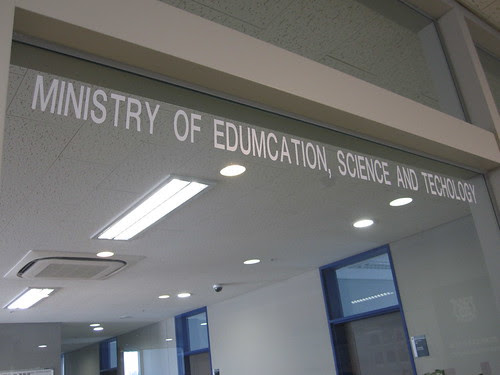 MINISTRY OF EDUMCATION, SCIENCE AND TECHOLOGY